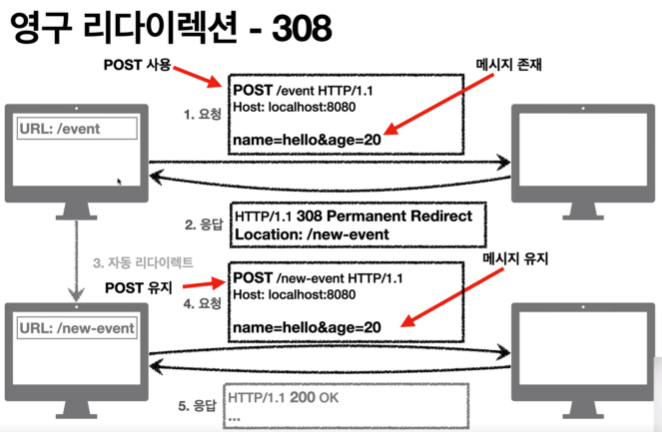 영구 리다이렉션 - 308
POST 사용
메시지 존재
1. 요청
POST /event HTTP/1.1
Host: localhost:8080
name=hello&age=20
URL: /event
2. 응답
HTTP/1.1 308 Permanent Redirect
Location: /new-event
3. 자동 리다이렉트
POST 유지
메시지 유지
4. 요청
POST /new-event HTTP/1.1
Host: localhost:8080
name=hello&age=20
URL: /new-event
5. 응답
HTTP/1.1 200 OK
...